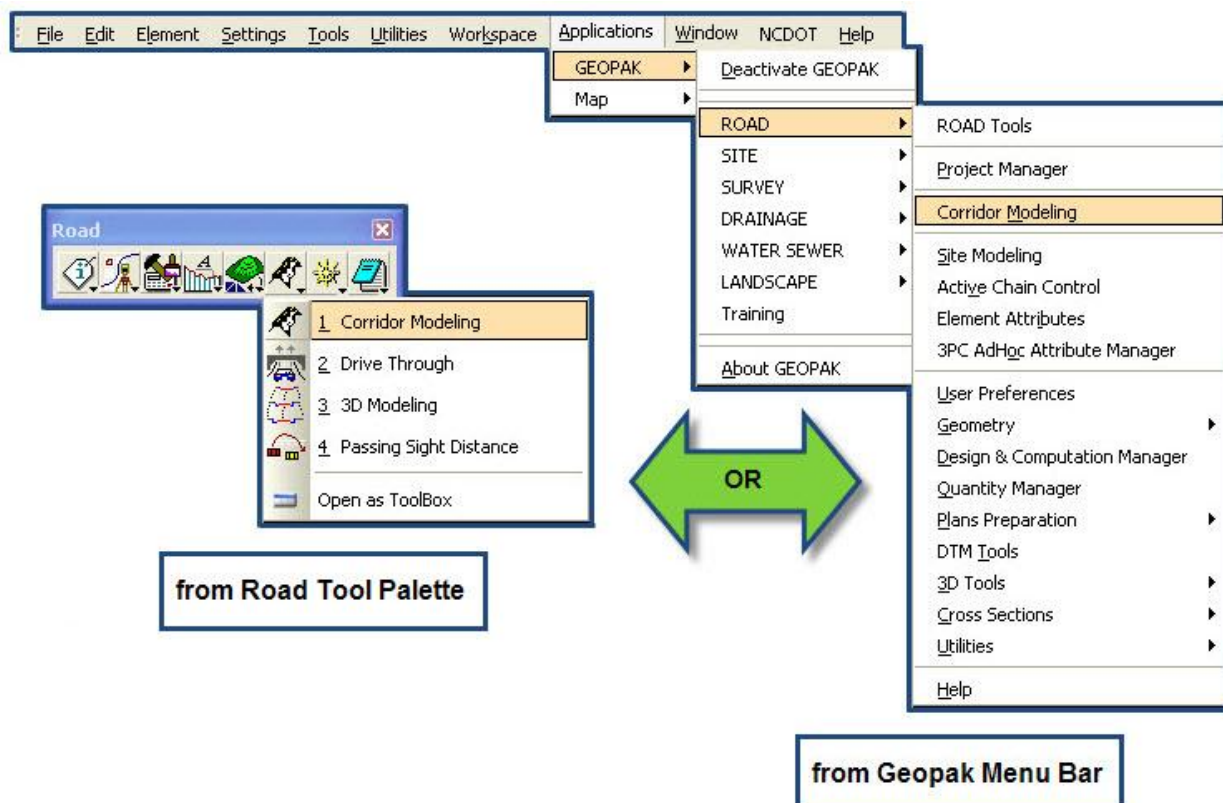 File Edit Element Settings Tools Utilities Workspace Applications Window NCDOT Help
GEOPAK
Map
Deactivate GEOPAK
ROAD
SITE
SURVEY
DRAINAGE
WATER SEWER
LANDSCAPE
Training
About GEOPAK
ROAD Tools
Project Manager
Corridor Modeling
Site Modeling
Active Chain Control
Element Attributes
3PC AdHoc Attribute Manager
User Preferences
Geometry
Design & Computation Manager
Quantity Manager
Plans Preparation
DTM Tools
3D Tools
Cross Sections
Utilities
Help
Road
1 Corridor Modeling
2 Drive Through
3 3D Modeling
4 Passing Sight Distance
Open as ToolBox
OR
from Road Tool Palette
from Geopak Menu Bar